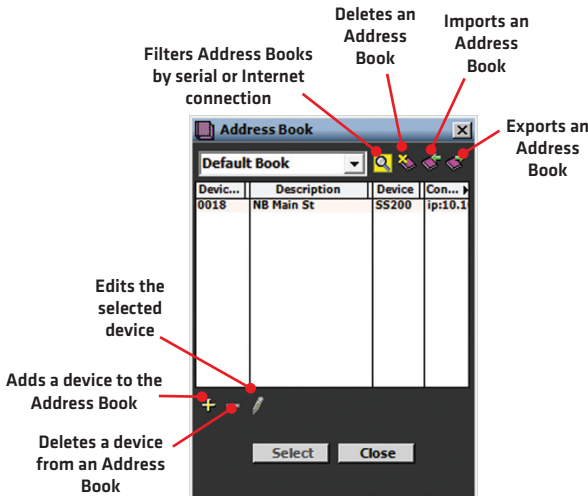 Deletes an
Address
Book
Imports an
Address
Book
Filters Address Books
by serial or Internet
connection
Exports an
Address
Book
Address Book
Default Book
Devic... Description Device Con...
0018 NB Main St SS200 ip:10.1
Edits the
selected
device
Adds a device to the
Address Book
Deletes a device
from an Address
Book
Select Close